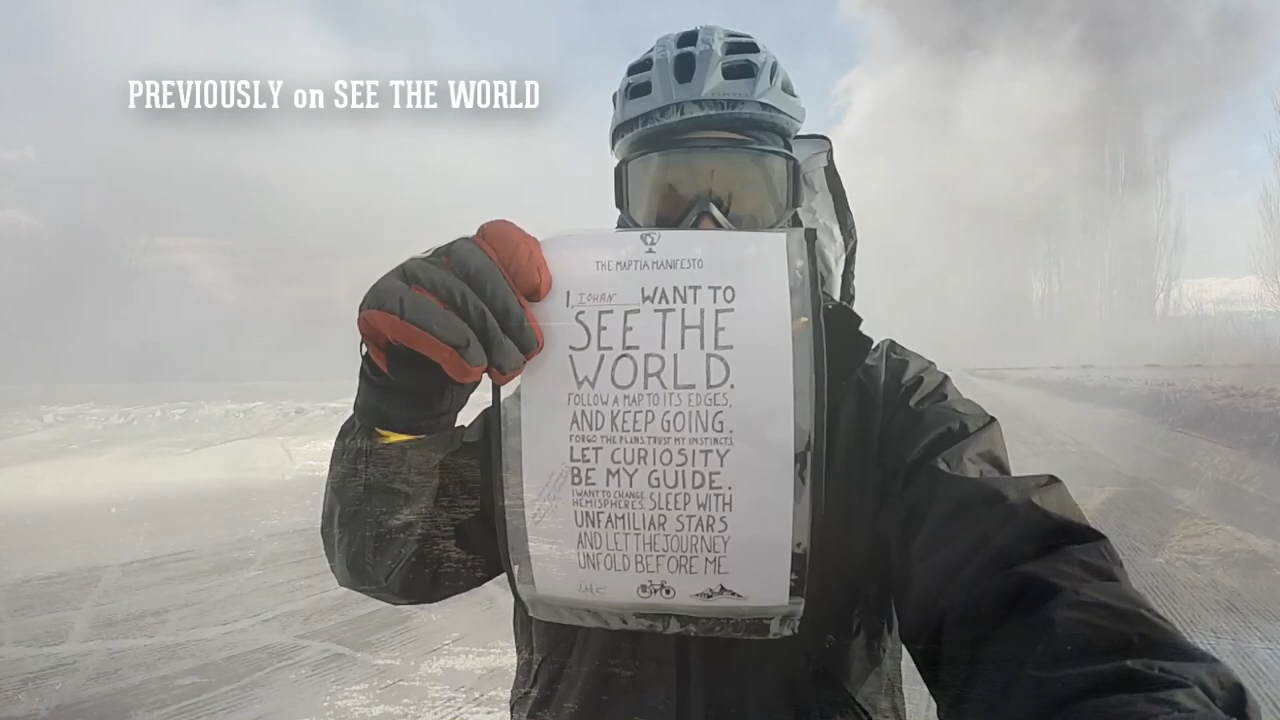 PREVIOUSLY on SEE THE WORLD
THE MAPTIA MANIFESTO
I, IOHAN WANT TO
SEE THE
WORLD.
FOLLOW A MAP TO ITS EDGES,
AND KEEP GOING.
FORGO THE PLANS. TRUST MY INSTINCTS.
LET CURIOSITY
BE MY GUIDE.
I WANT TO CHANGE
HEMISPHERES. SLEEP WITH
UNFAMILIAR STARS
AND LET THE JOURNEY
UNFOLD BEFORE ME.